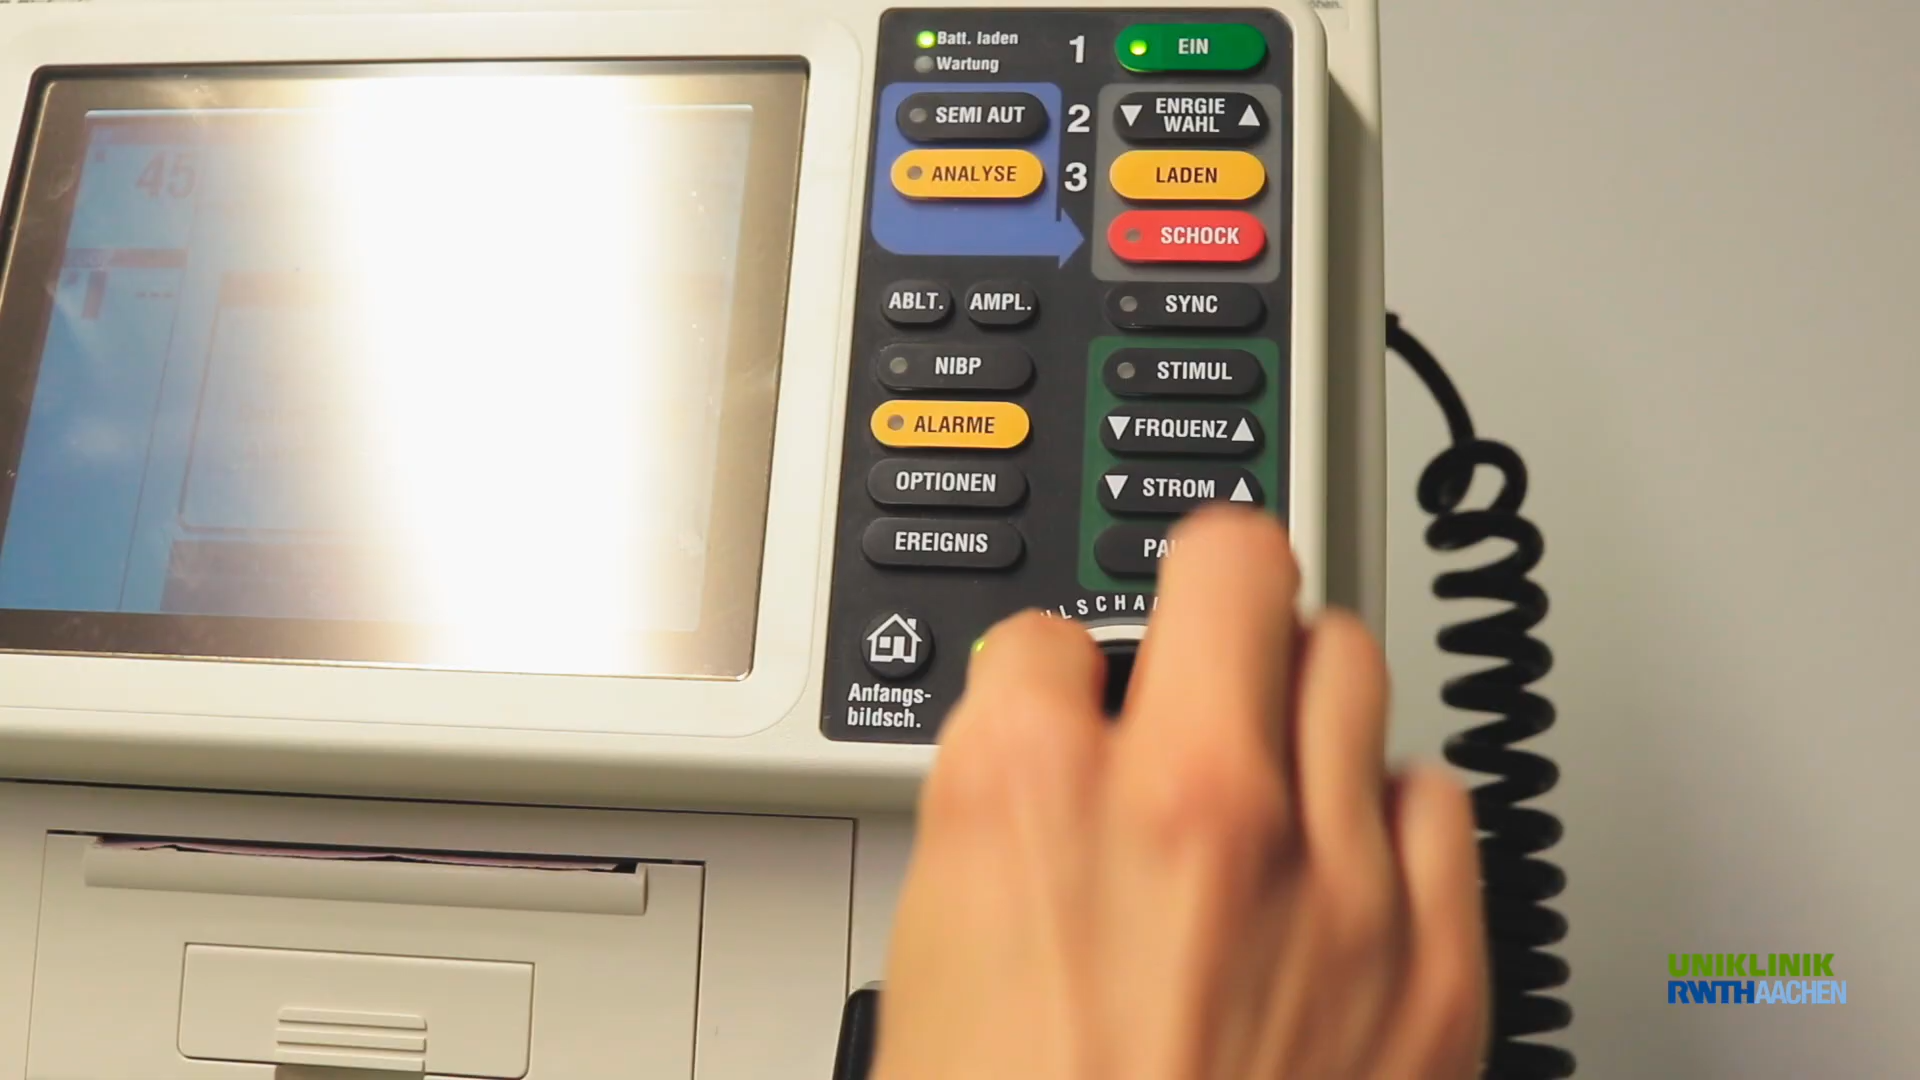 Batt. laden
Wartung
1
EIN
SEMI AUT
2
ENRGIE
WAHL
ANALYSE
3
LADEN
SCHOCK
45
ABLT.
AMPL.
SYNC
NIBP
STIMUL
ALARME
FRQUENZ
OPTIONEN
STROM
EREIGNIS
Anfangs-
bildsch.
UNIKLINIK
RWTHAACHEN